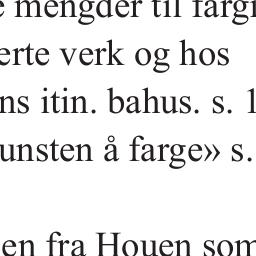 e mengder til farg
erte verk og hos
ns itin. bahus. s. 1
unsten å farge» s.
en fra Houen som